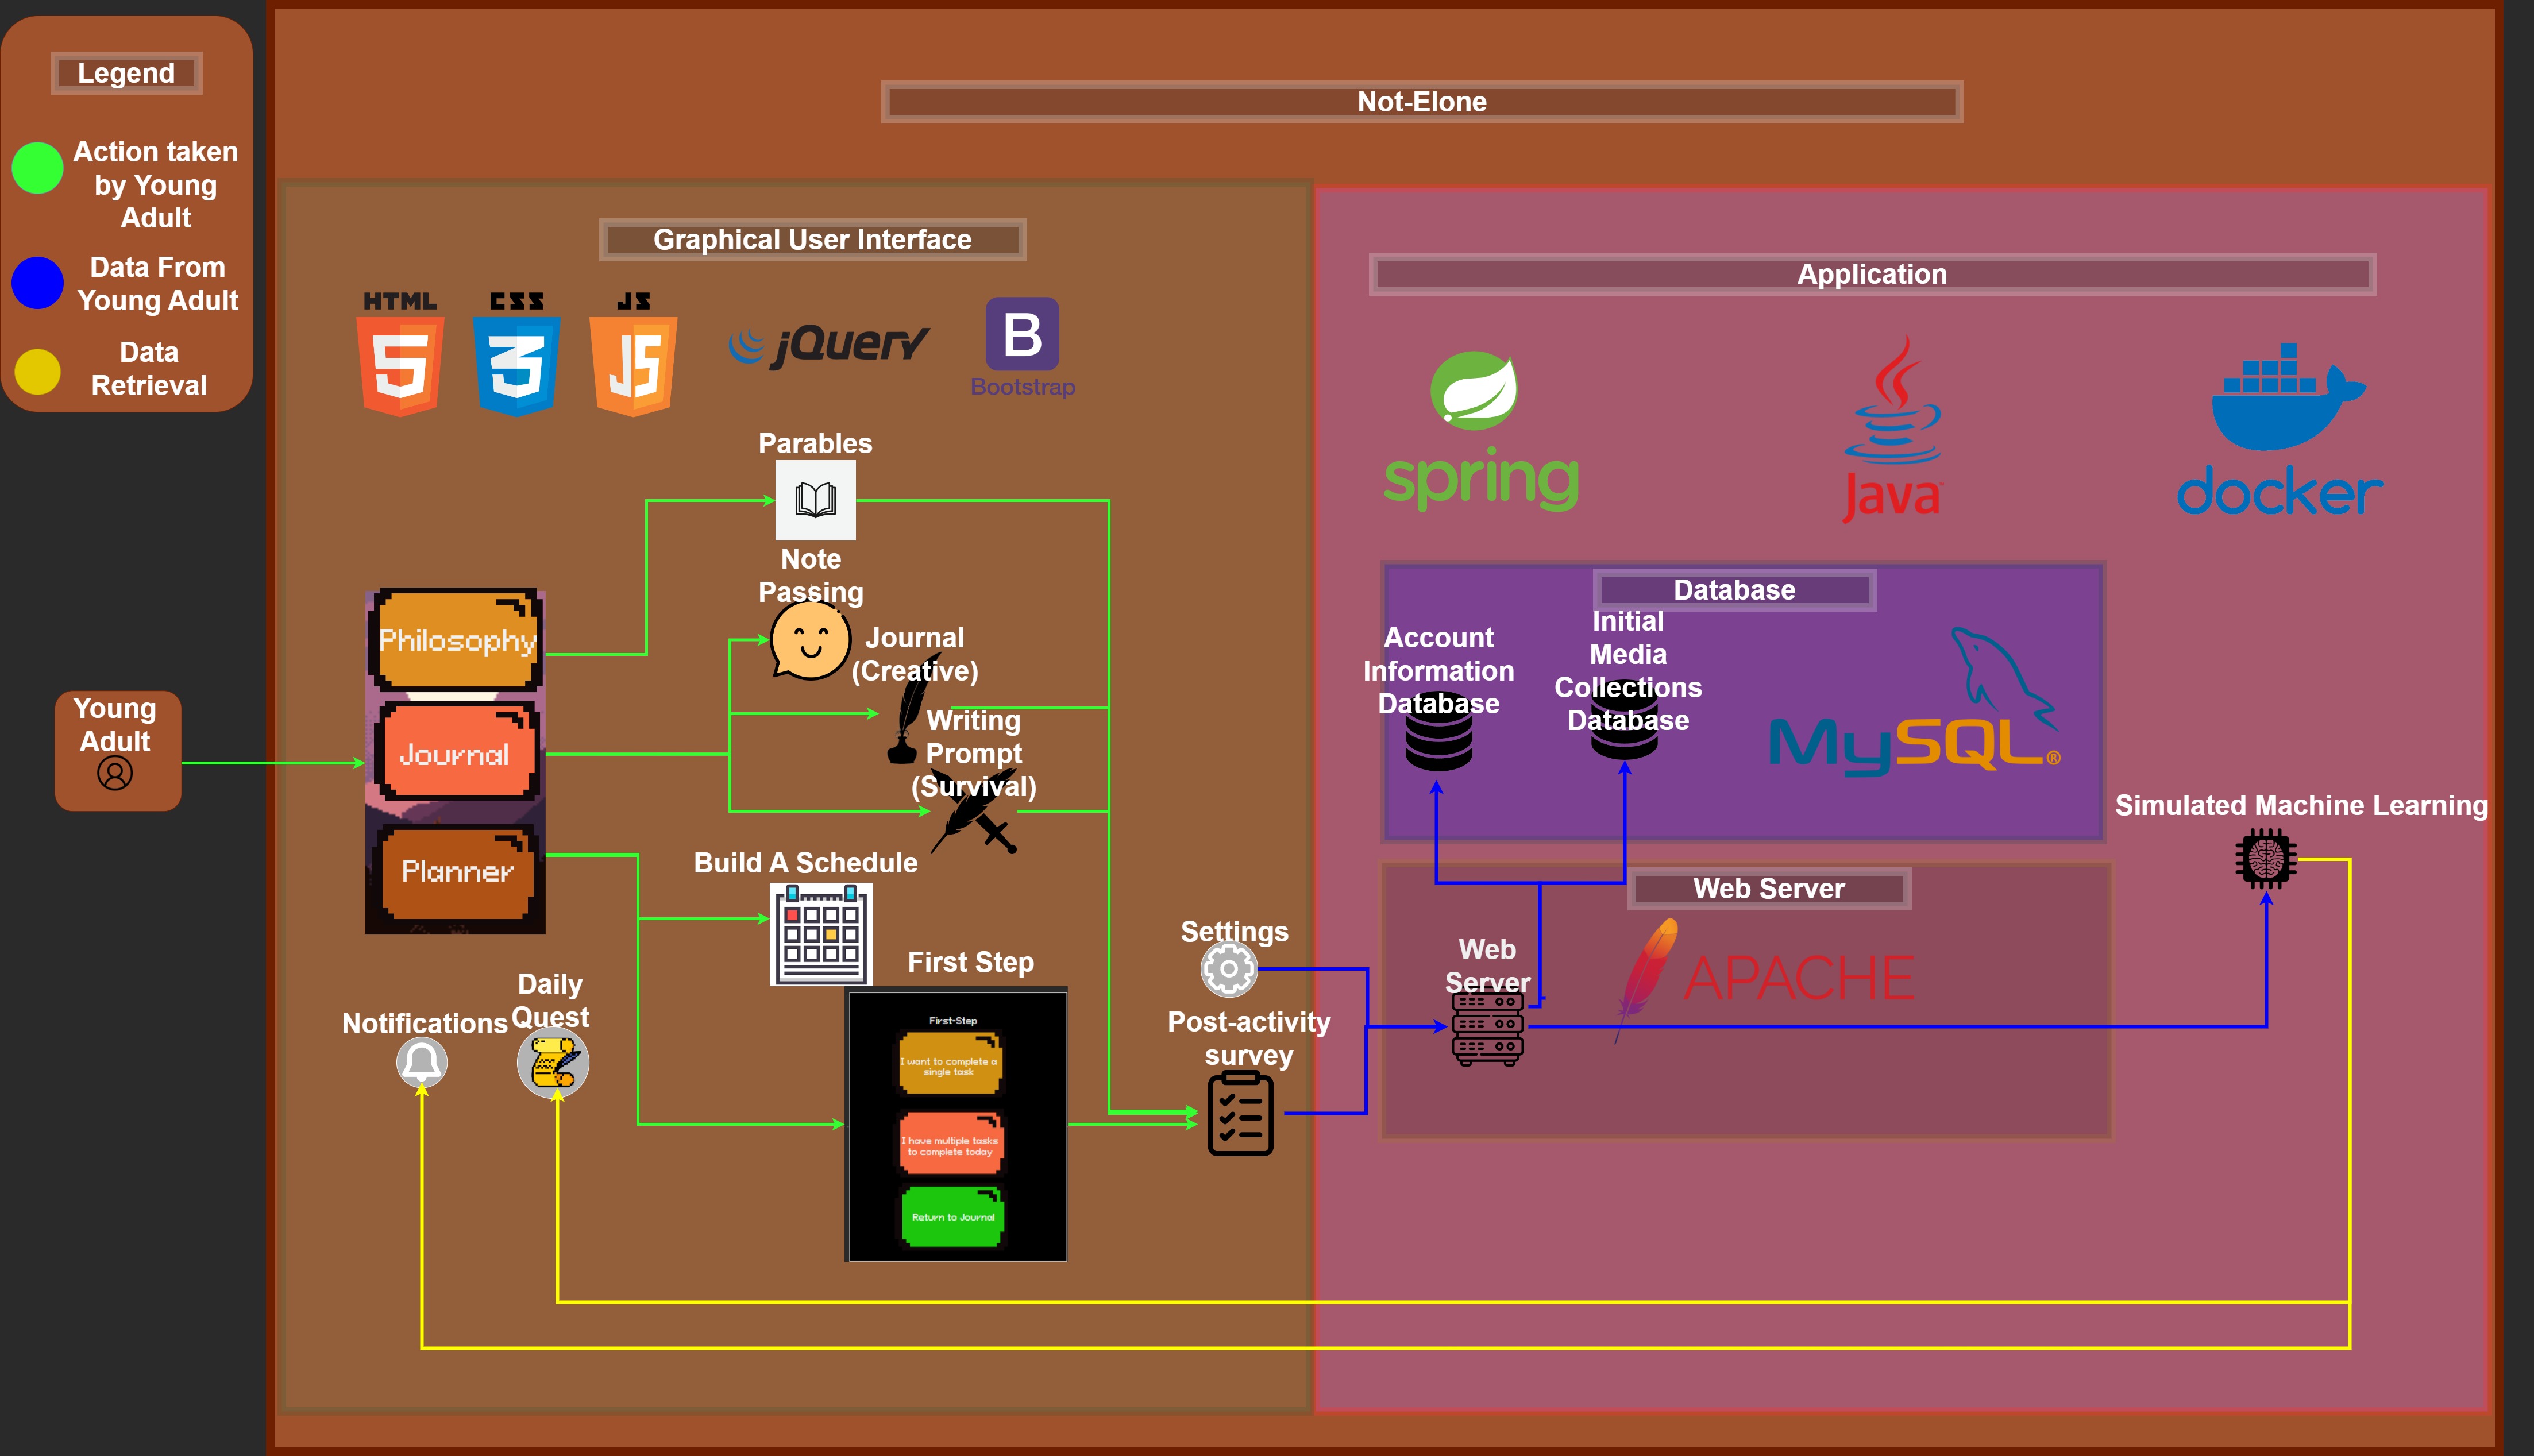 Legend
Action taken
by Young
Adult
Data From
Young Adult
Data
Retrieval
Not-Elone
Graphical User Interface
HTML
CSS
JS
jQuery
B
Bootstrap
Application
spring
Java
docker
Parables
Note
Passing
Journal
(Creative)
Writing
Prompt
(Survival)
Philosophy
Journal
Planner
Young
Adult
Build A Schedule
First Step
First-Step
I want to complete a
single task
I have multiple tasks
to complete today
Return to Journal
Notifications
Daily
Quest
Settings
Post-activity
survey
Database
Account
Information
Database
Initial
Media
Collections
Database
MySQL®
Web Server
Web
Server
APACHE
Simulated Machine Learning